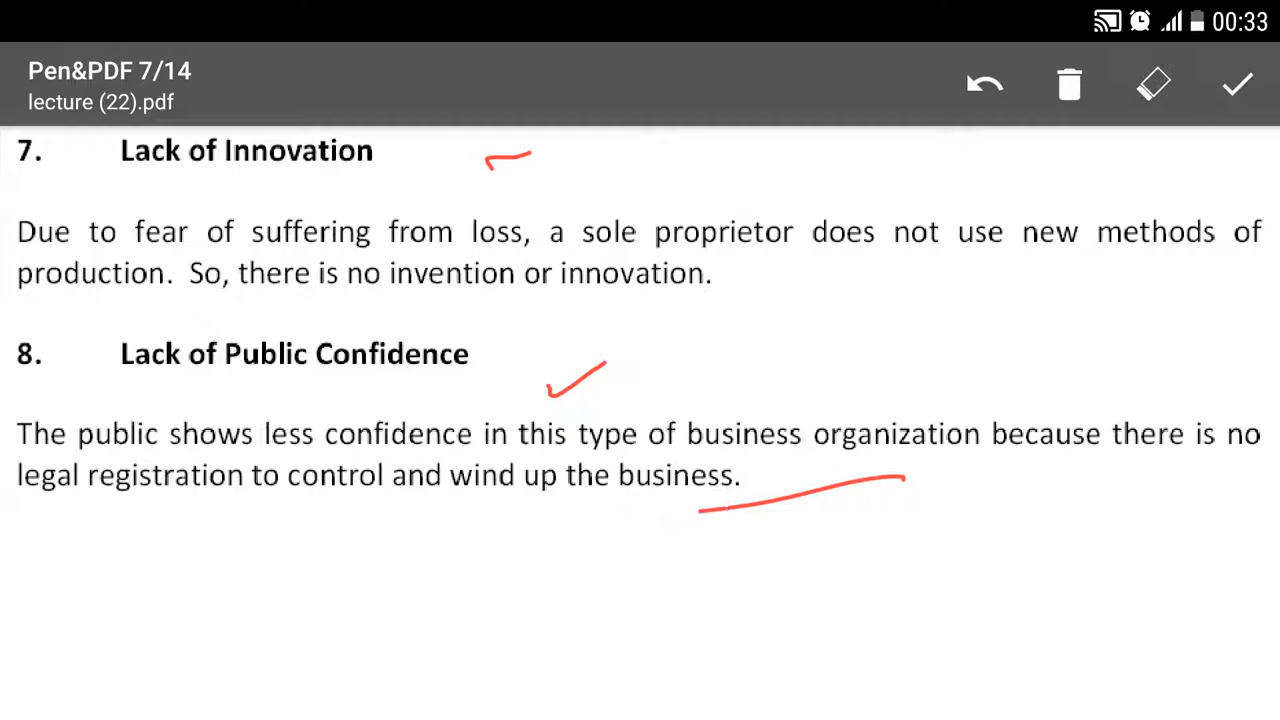 00:33
Pen&PDF 7/14
lecture (22).pdf
7. Lack of Innovation
Due to fear of suffering from loss, a sole proprietor does not use new methods of
production. So, there is no invention or innovation.
8. Lack of Public Confidence
The public shows less confidence in this type of business organization because there is no
legal registration to control and wind up the business.